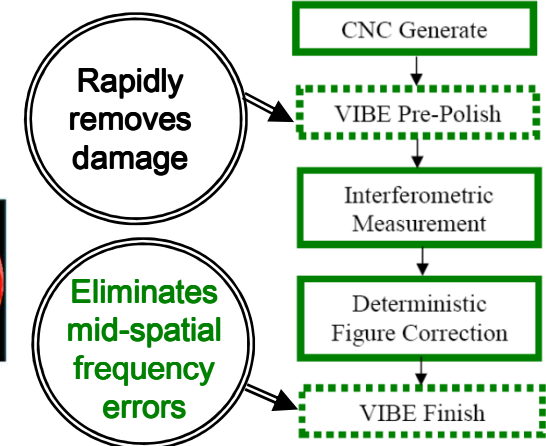 Rapidly
removes
damage
Eliminates
mid-spatial
frequency
errors
CNC Generate
VIBE Pre-Polish
Interferometric
Measurement
Deterministic
Figure Correction
VIBE Finish